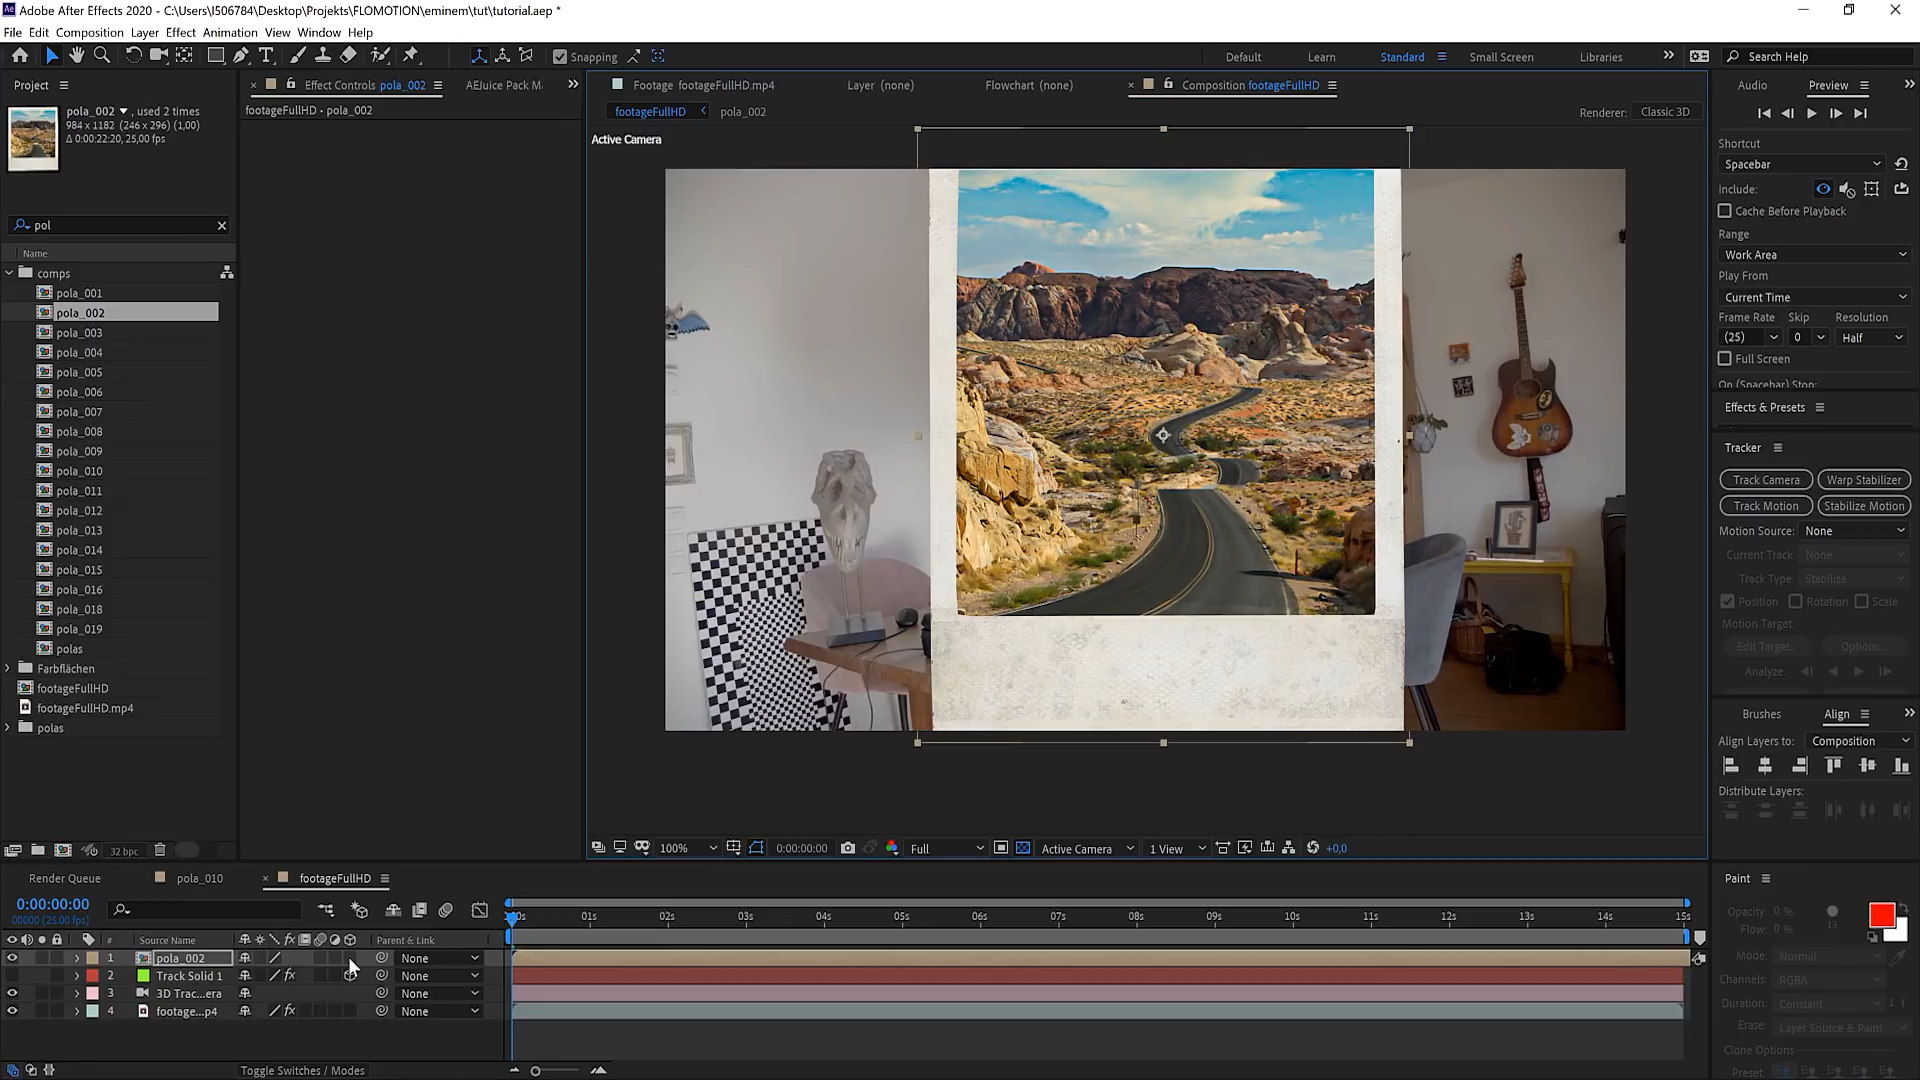 Adobe After Effects 2020 - C:\Users\I506784\Desktop\Projekts\FLOMOTION\eminem\tut\tutorial.aep *
File Edit Composition Layer Effect Animation View Window Help
Snapping
Default Learn Standard Small Screen Libraries Search Help
Project
Effect Controls pola_002 AEJuice Pack M
Footage footageFullHD.mp4 Layer (none) Flowchart (none) Composition footageFullHD
Audio Preview
pola_002 , used 2 times
984 x 1182 (246 x 296) (1,00)
Δ 0:00:22:20, 25,00 fps
footageFullHD • pola_002
footageFullHD pola_002
Renderer: Classic 3D
Active Camera
pol
Name
comps
pola_001
pola_002
pola_003
pola_004
pola_005
pola_006
pola_007
pola_008
pola_009
pola_010
pola_011
pola_012
pola_013
pola_014
pola_015
pola_016
pola_018
pola_019
polas
Farbflächen
footageFullHD
footageFullHD.mp4
polas
32 bpc
100% 0:00:00:00 Full Active Camera 1 View +0,0
Shortcut
Spacebar
Include:
Cache Before Playback
Range
Work Area
Play From
Current Time
Frame Rate Skip Resolution
(25) 0 Half
Full Screen
On (Spacebar) Stop:
Effects & Presets
Tracker
Track Camera Warp Stabilizer
Track Motion Stabilize Motion
Motion Source: None
Current Track: None
Track Type: Stabilize
Position Rotation Scale
Motion Target:
Edit Target... Options...
Analyze:
Brushes Align
Align Layers to: Composition
Distribute Layers:
Paint
Opacity: 0 %
Flow: 0 % 13
Mode: Normal
Channels: RGBA
Duration: Constant 1 f
Erase: Layer Source & Paint
Clone Options
Preset:
Render Queue pola_010 footageFullHD
0:00:00:00
00000 (25.00 fps)
01s 02s 03s 04s 05s 06s 07s 08s 09s 10s 11s 12s 13s 14s 15s
# Source Name Parent & Link
1 pola_002 None
2 Track Solid 1 None
3 3D Trac...era None
4 footage...p4 None
Toggle Switches / Modes